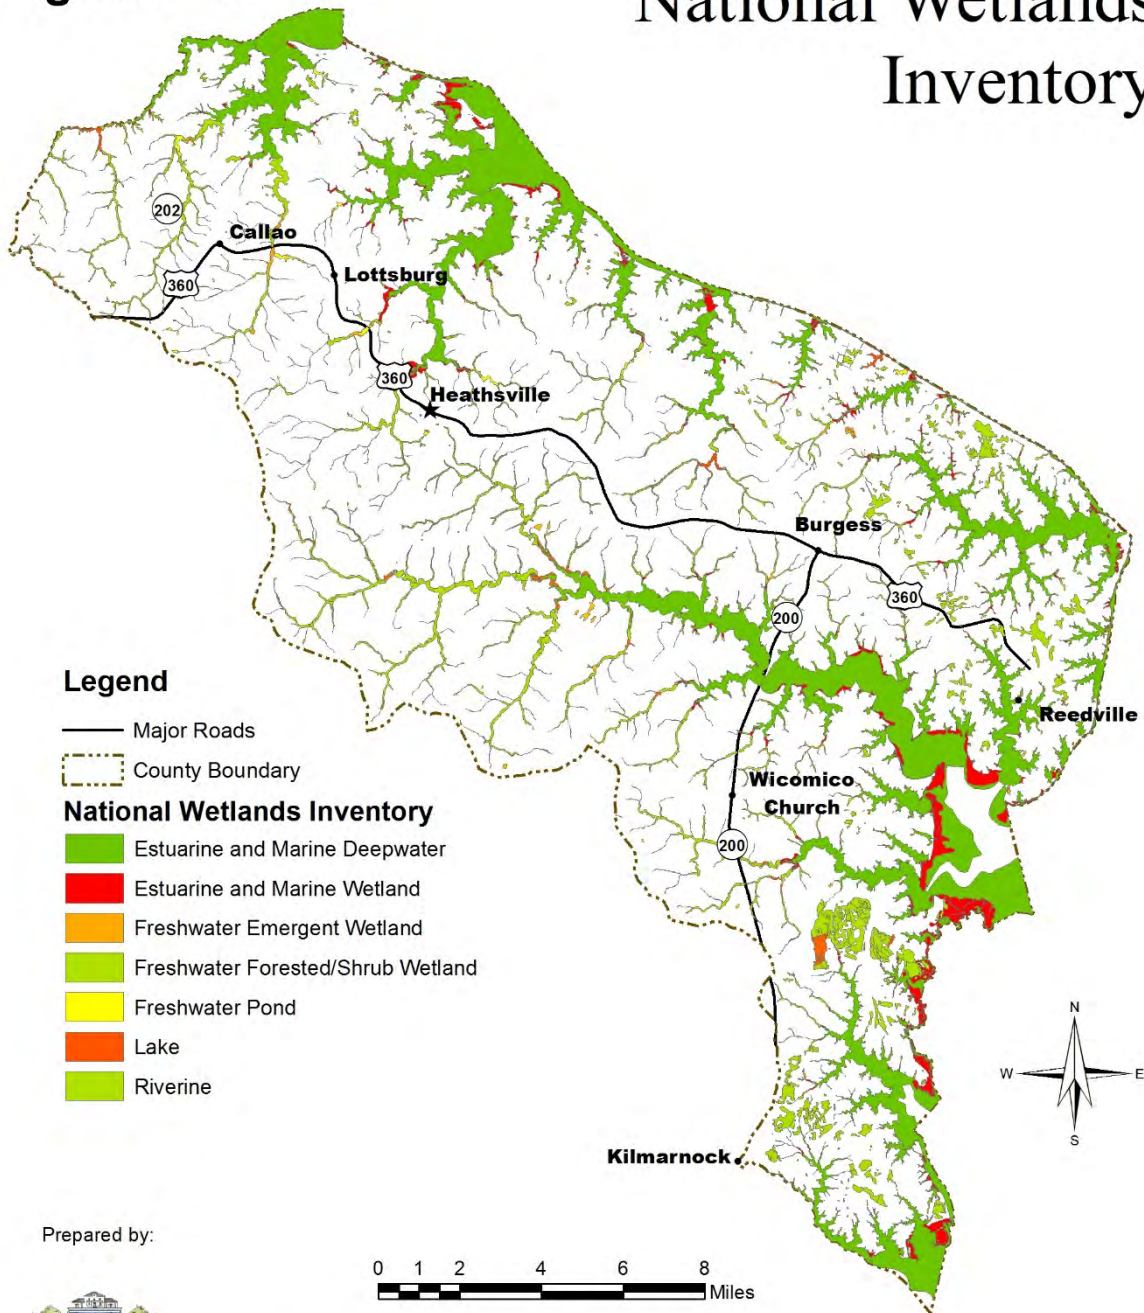 National Wetlands
Inventory
202
Callao
360
Lottsburg
360
Heathsville
Burgess
360
200
Reedville
Wicomico
Church
200
Kilmarnock
Legend
Major Roads
County Boundary
National Wetlands Inventory
Estuarine and Marine Deepwater
Estuarine and Marine Wetland
Freshwater Emergent Wetland
Freshwater Forested/Shrub Wetland
Freshwater Pond
Lake
Riverine
N
W E
S
Prepared by:
0 1 2 4 6 8
Miles